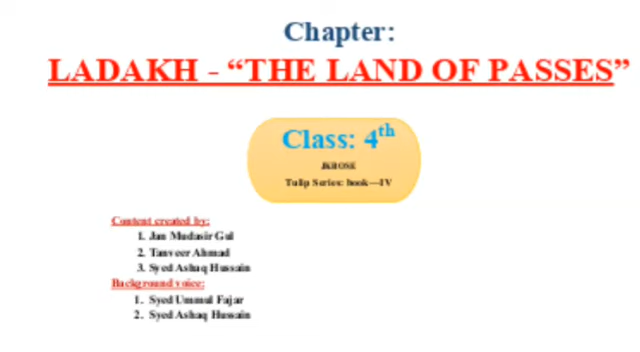 Chapter:
LADAKH - “THE LAND OF PASSES”
Class: 4th
JKBOSE
Tulip Series: book—IV
Content created by:
1. Jan Mudasir Gul
2. Tanveer Ahmad
3. Syed Ashaq Hussain
Background voice:
1. Syed Ummul Fajar
2. Syed Ashaq Hussain